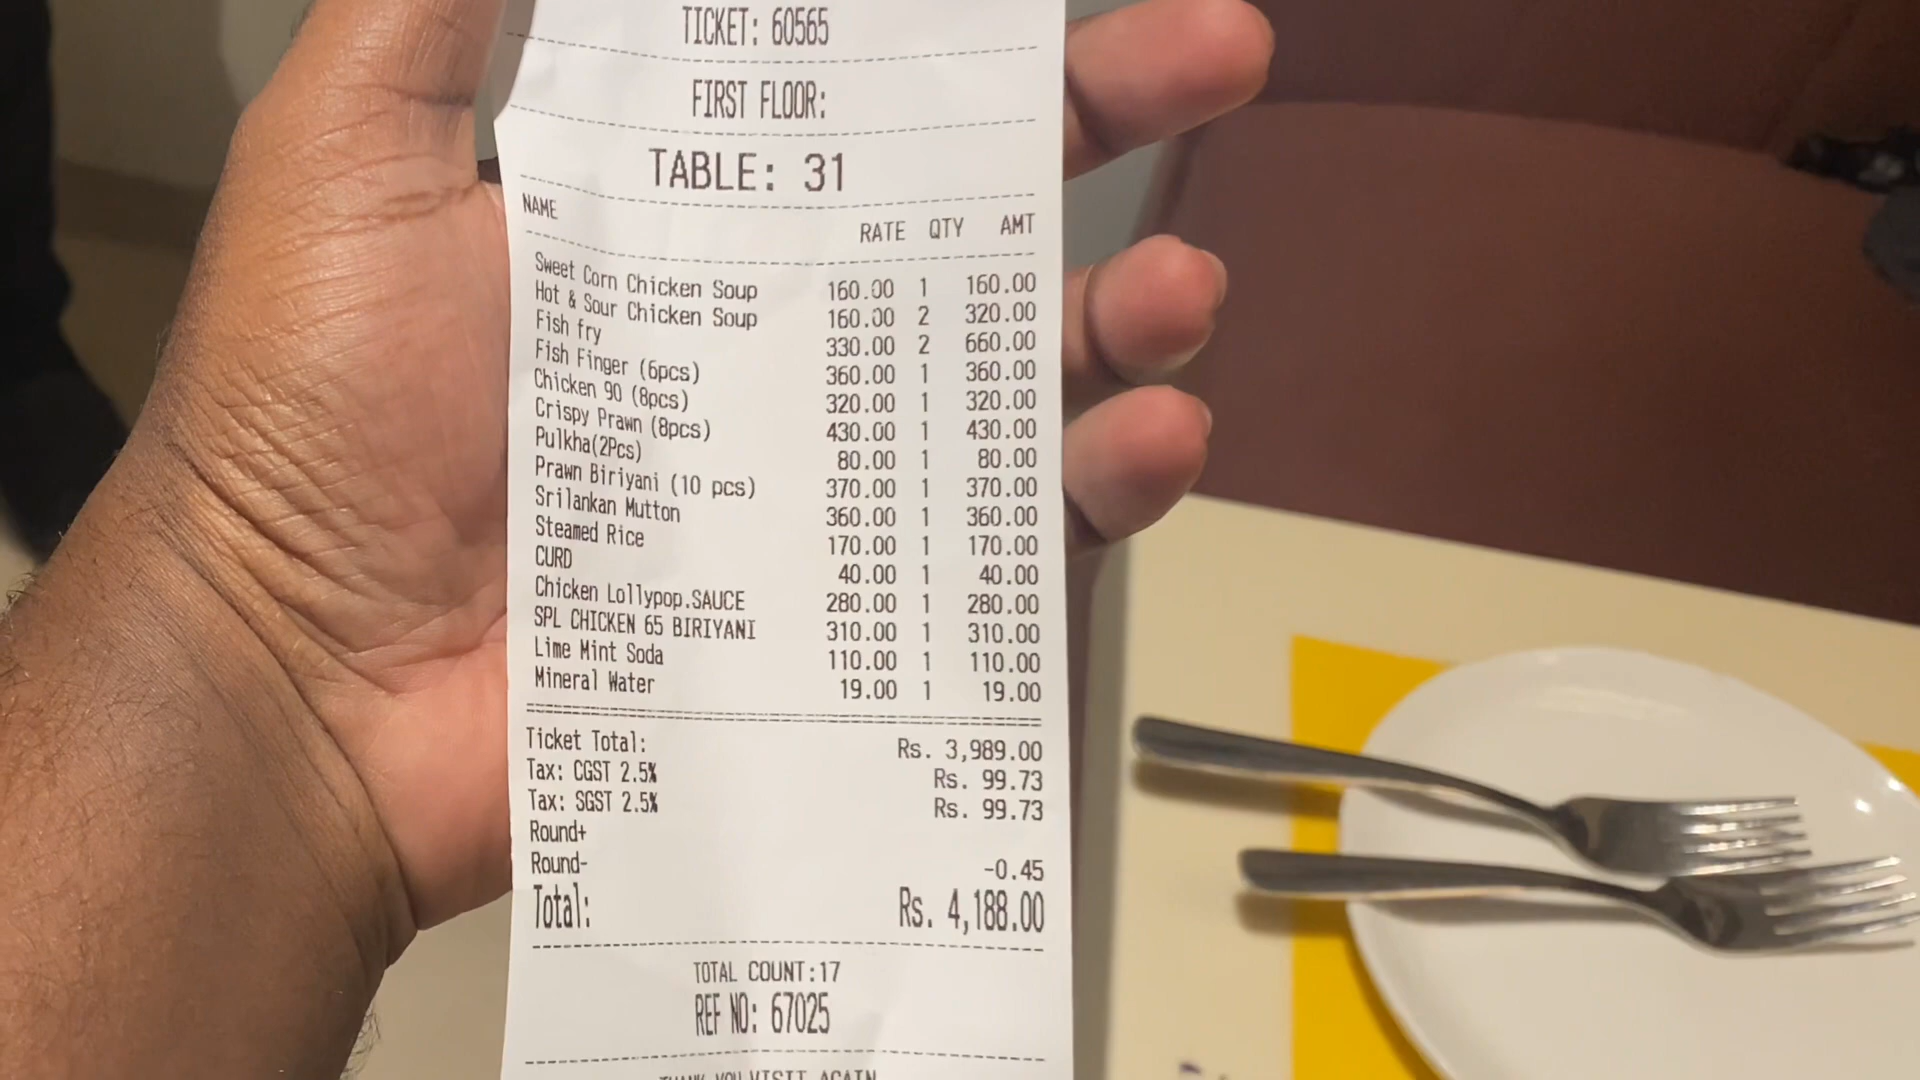 TICKET: 60565
FIRST FLOOR:
TABLE: 31
NAME RATE QTY AMT
Sweet Corn Chicken Soup 160.00 1 160.00
Hot & Sour Chicken Soup 160.00 2 320.00
Fish fry 330.00 2 660.00
Fish Finger (6pcs) 360.00 1 360.00
Chicken 90 (8pcs) 320.00 1 320.00
Crispy Prawn (8pcs) 430.00 1 430.00
Pulkha(2Pcs) 80.00 1 80.00
Prawn Biriyani (10 pcs) 370.00 1 370.00
Srilankan Mutton 360.00 1 360.00
Steamed Rice 170.00 1 170.00
CURD 40.00 1 40.00
Chicken Lollypop.SAUCE 280.00 1 280.00
SPL CHICKEN 65 BIRIYANI 310.00 1 310.00
Lime Mint Soda 110.00 1 110.00
Mineral Water 19.00 1 19.00
Ticket Total: Rs. 3,989.00
Tax: CGST 2.5% Rs. 99.73
Tax: SGST 2.5% Rs. 99.73
Round+
Round- -0.45
Total: Rs. 4,188.00
TOTAL COUNT:17
REF NO: 67025
THANK YOU VISIT AGAIN